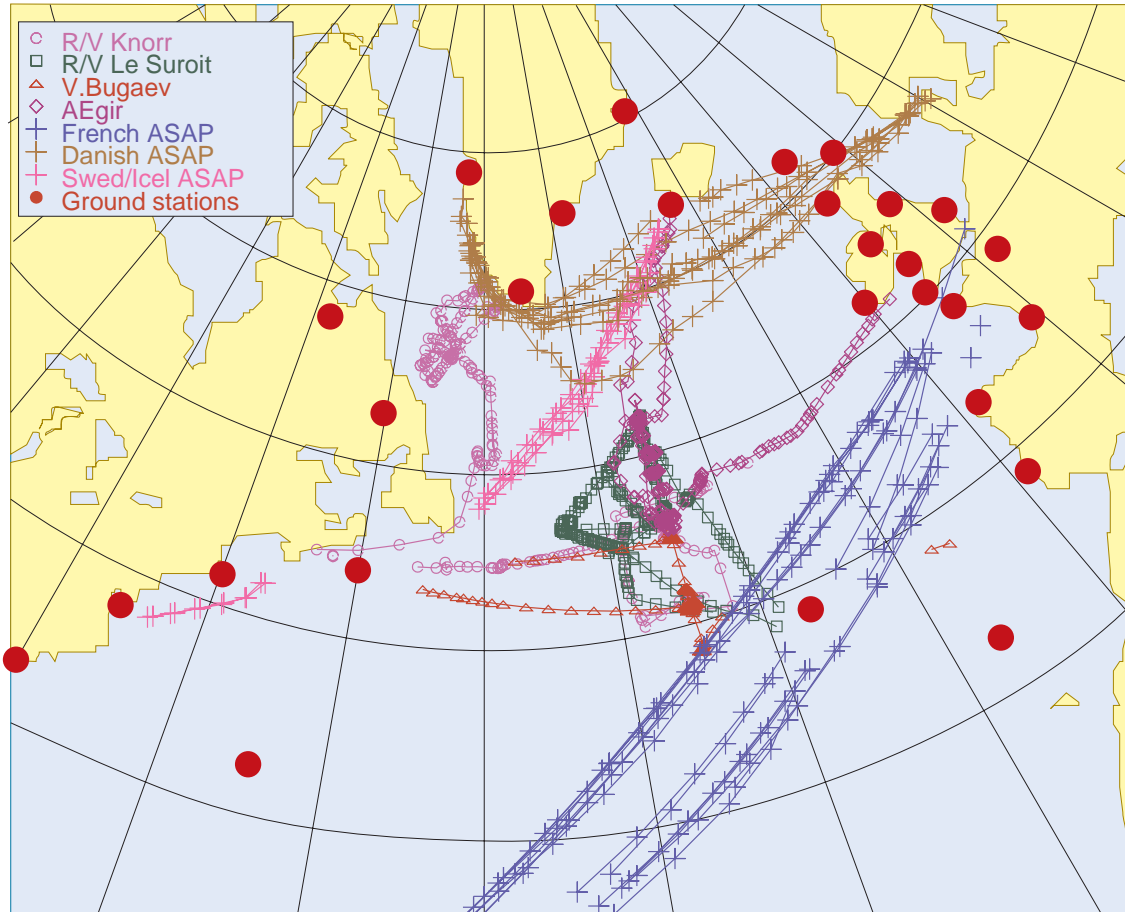 R/V Knorr
R/V Le Suroit
V.Bugaev
AEgir
French ASAP
Danish ASAP
Swed/Icel ASAP
Ground stations